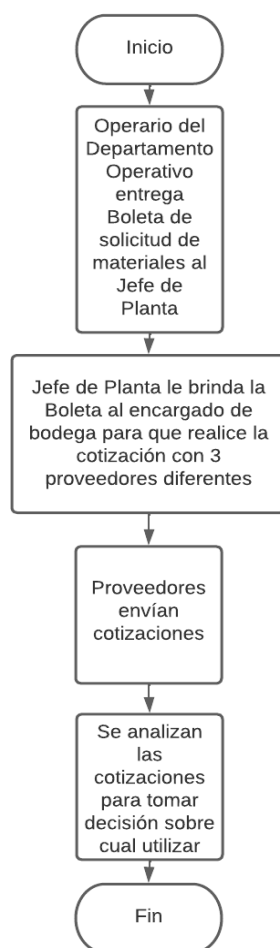 Inicio
Operario del
Departamento
Operativo
entrega
Boleta de
solicitud de
materiales al
Jefe de
Planta
Jefe de Planta le brinda la
Boleta al encargado de
bodega para que realice la
cotización con 3
proveedores diferentes
Proveedores
envían
cotizaciones
Se analizan
las
cotizaciones
para tomar
decisión sobre
cual utilizar
Fin